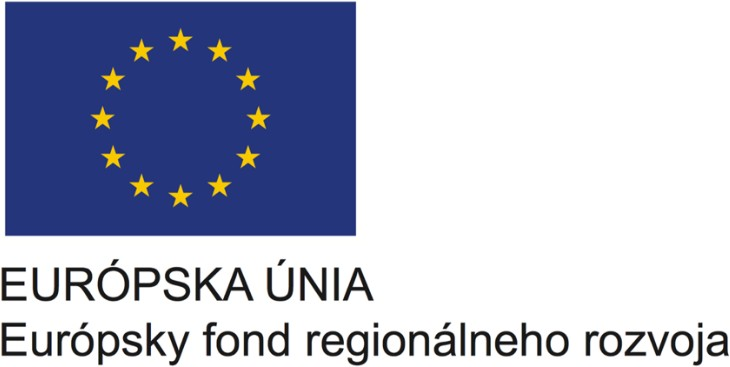 EURÓPSKA ÚNIA
Európsky fond regionálneho rozvoja